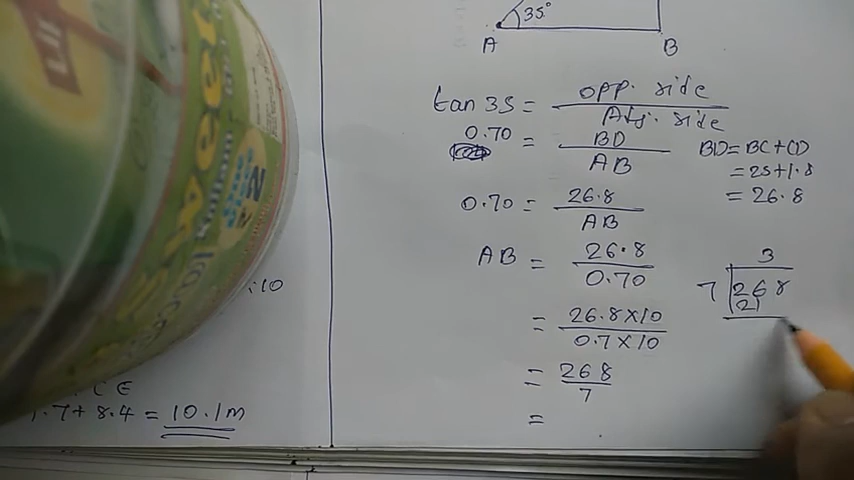 35°
A
B
tan 35 = opp. side / Adj. side
0.70 = BD / AB
BD = BC + CD
= 25 + 1.8
= 26.8
0.70 = 26.8 / AB
AB = 26.8 / 0.70
= 26.8 × 10 / 0.7 × 10
= 268 / 7
=
3
7 268
21
:10
CE
.7 + 8.4 = 10.1m